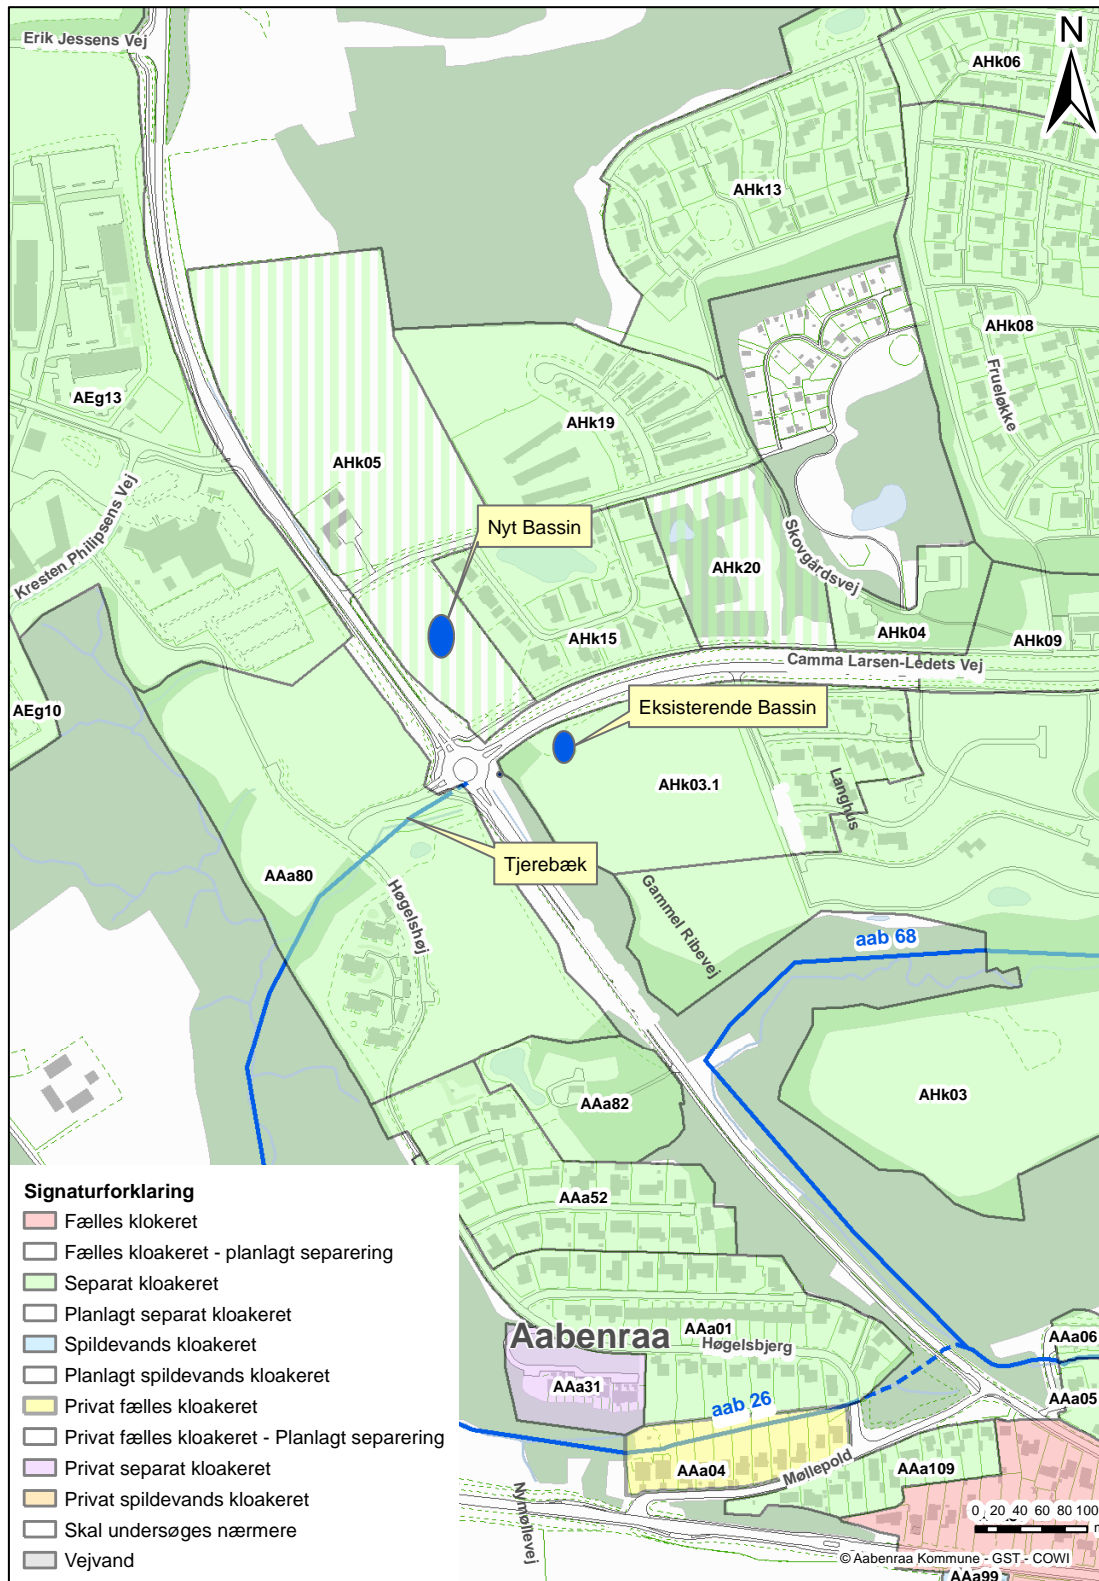 Erik Jessens Vej
N
AHk06
AHk13
AHk08
Frueløkke
AEg13
AHk19
AHk05
Kresten Philipsens Vej
Nyt Bassin
Skovgårdsvej
AHk20
AHk15
AHk04
AHk09
Camma Larsen-Ledets Vej
AEg10
Eksisterende Bassin
AHk03.1
Langhus
Tjerebæk
AAa80
Høgelshøj
Gammel Ribevej
aab 68
AHk03
AAa82
AAa52
Aabenraa
AAa01
Høgelsbjerg
AAa06
AAa31
AAa05
aab 26
AAa04
Møllepold
AAa109
Nymøllevej
Signaturforklaring
Fælles klokeret
Fælles kloakeret - planlagt separering
Separat kloakeret
Planlagt separat kloakeret
Spildevands kloakeret
Planlagt spildevands kloakeret
Privat fælles kloakeret
Privat fælles kloakeret - Planlagt separering
Privat separat kloakeret
Privat spildevands kloakeret
Skal undersøges nærmere
Vejvand
0 20 40 60 80 100
© Aabenraa Kommune - GST - COWI
AAa99